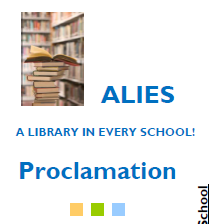 ALIES
A LIBRARY IN EVERY SCHOOL!
Proclamation
School